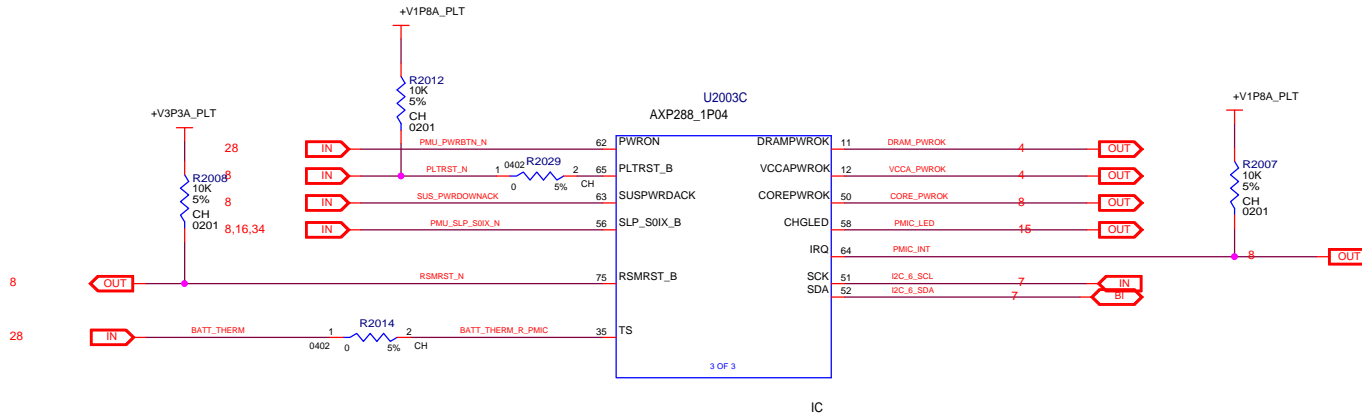 +V1P8A_PLT
R2012
10K
5%
CH
0201
U2003C
AXP288_1P04
+V3P3A_PLT
+V1P8A_PLT
28 IN PMU_PWRBTN_N 62 PWRON
DRAMPWROK 11 DRAM_PWROK 4 OUT
8 IN PLTRST_N 1 0402 R2029 2 65 PLTRST_B
0 5% CH
VCCAPWROK 12 VCCA_PWROK 4 OUT
R2008
10K
5%
CH
0201
R2007
10K
5%
CH
0201
8 IN SUS_PWRDOWNACK 63 SUSPWRDACK
COREPWROK 50 CORE_PWROK 8 OUT
8,16,34 IN PMU_SLP_S0IX_N 56 SLP_S0IX_B
CHGLED 58 PMIC_LED 15 OUT
IRQ 64 PMIC_INT 8 OUT
8 OUT RSMRST_N 75 RSMRST_B
SCK 51 I2C_6_SCL 7 IN
SDA 52 I2C_6_SDA 7 BI
28 IN BATT_THERM 1 R2014 2 BATT_THERM_R_PMIC 35 TS
0402 0 5% CH
3 OF 3
IC